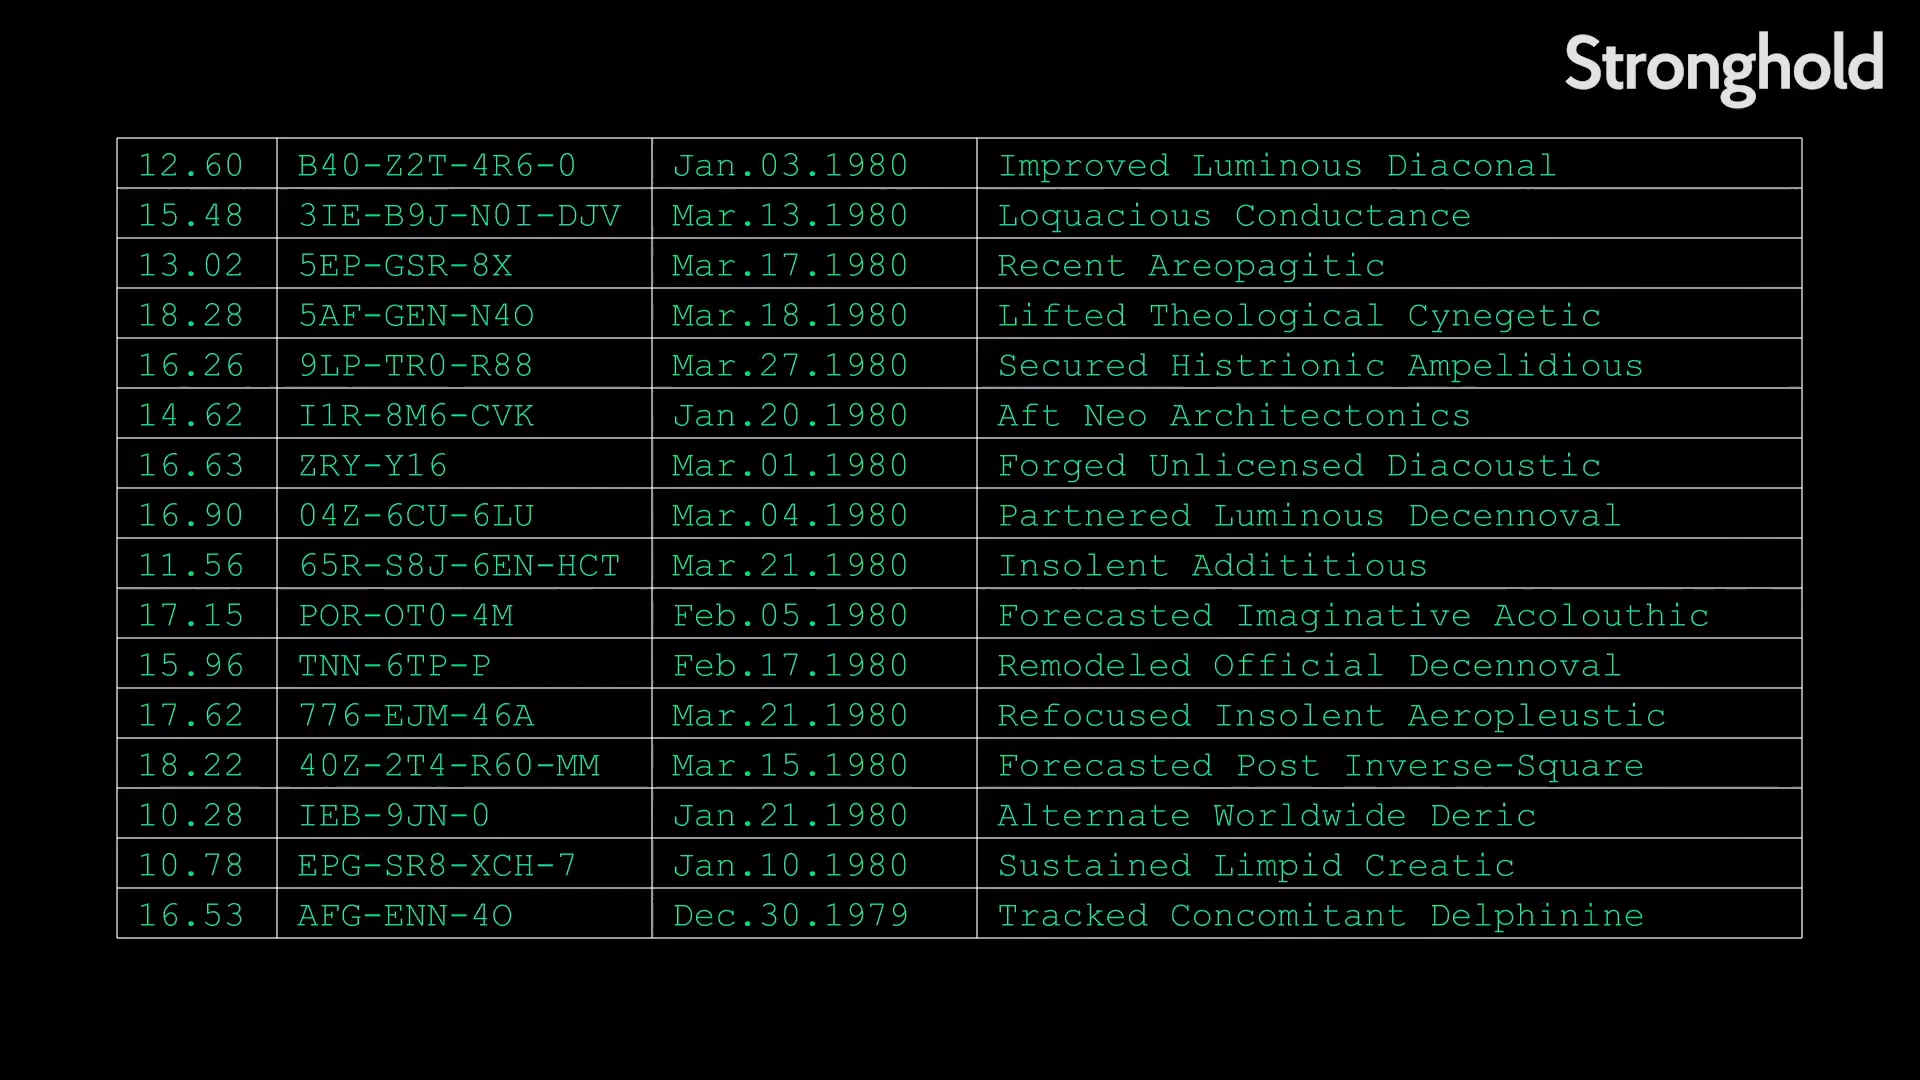 Stronghold
12.60 B40-Z2T-4R6-0 Jan.03.1980 Improved Luminous Diaconal
15.48 3IE-B9J-N0I-DJV Mar.13.1980 Loquacious Conductance
13.02 5EP-GSR-8X Mar.17.1980 Recent Areopagitic
18.28 5AF-GEN-N4O Mar.18.1980 Lifted Theological Cynegetic
16.26 9LP-TR0-R88 Mar.27.1980 Secured Histrionic Ampelidious
14.62 I1R-8M6-CVK Jan.20.1980 Aft Neo Architectonics
16.63 ZRY-Y16 Mar.01.1980 Forged Unlicensed Diacoustic
16.90 04Z-6CU-6LU Mar.04.1980 Partnered Luminous Decennoval
11.56 65R-S8J-6EN-HCT Mar.21.1980 Insolent Addititious
17.15 POR-OT0-4M Feb.05.1980 Forecasted Imaginative Acolouthic
15.96 TNN-6TP-P Feb.17.1980 Remodeled Official Decennoval
17.62 776-EJM-46A Mar.21.1980 Refocused Insolent Aeropleustic
18.22 40Z-2T4-R60-MM Mar.15.1980 Forecasted Post Inverse-Square
10.28 IEB-9JN-0 Jan.21.1980 Alternate Worldwide Deric
10.78 EPG-SR8-XCH-7 Jan.10.1980 Sustained Limpid Creatic
16.53 AFG-ENN-4O Dec.30.1979 Tracked Concomitant Delphinine